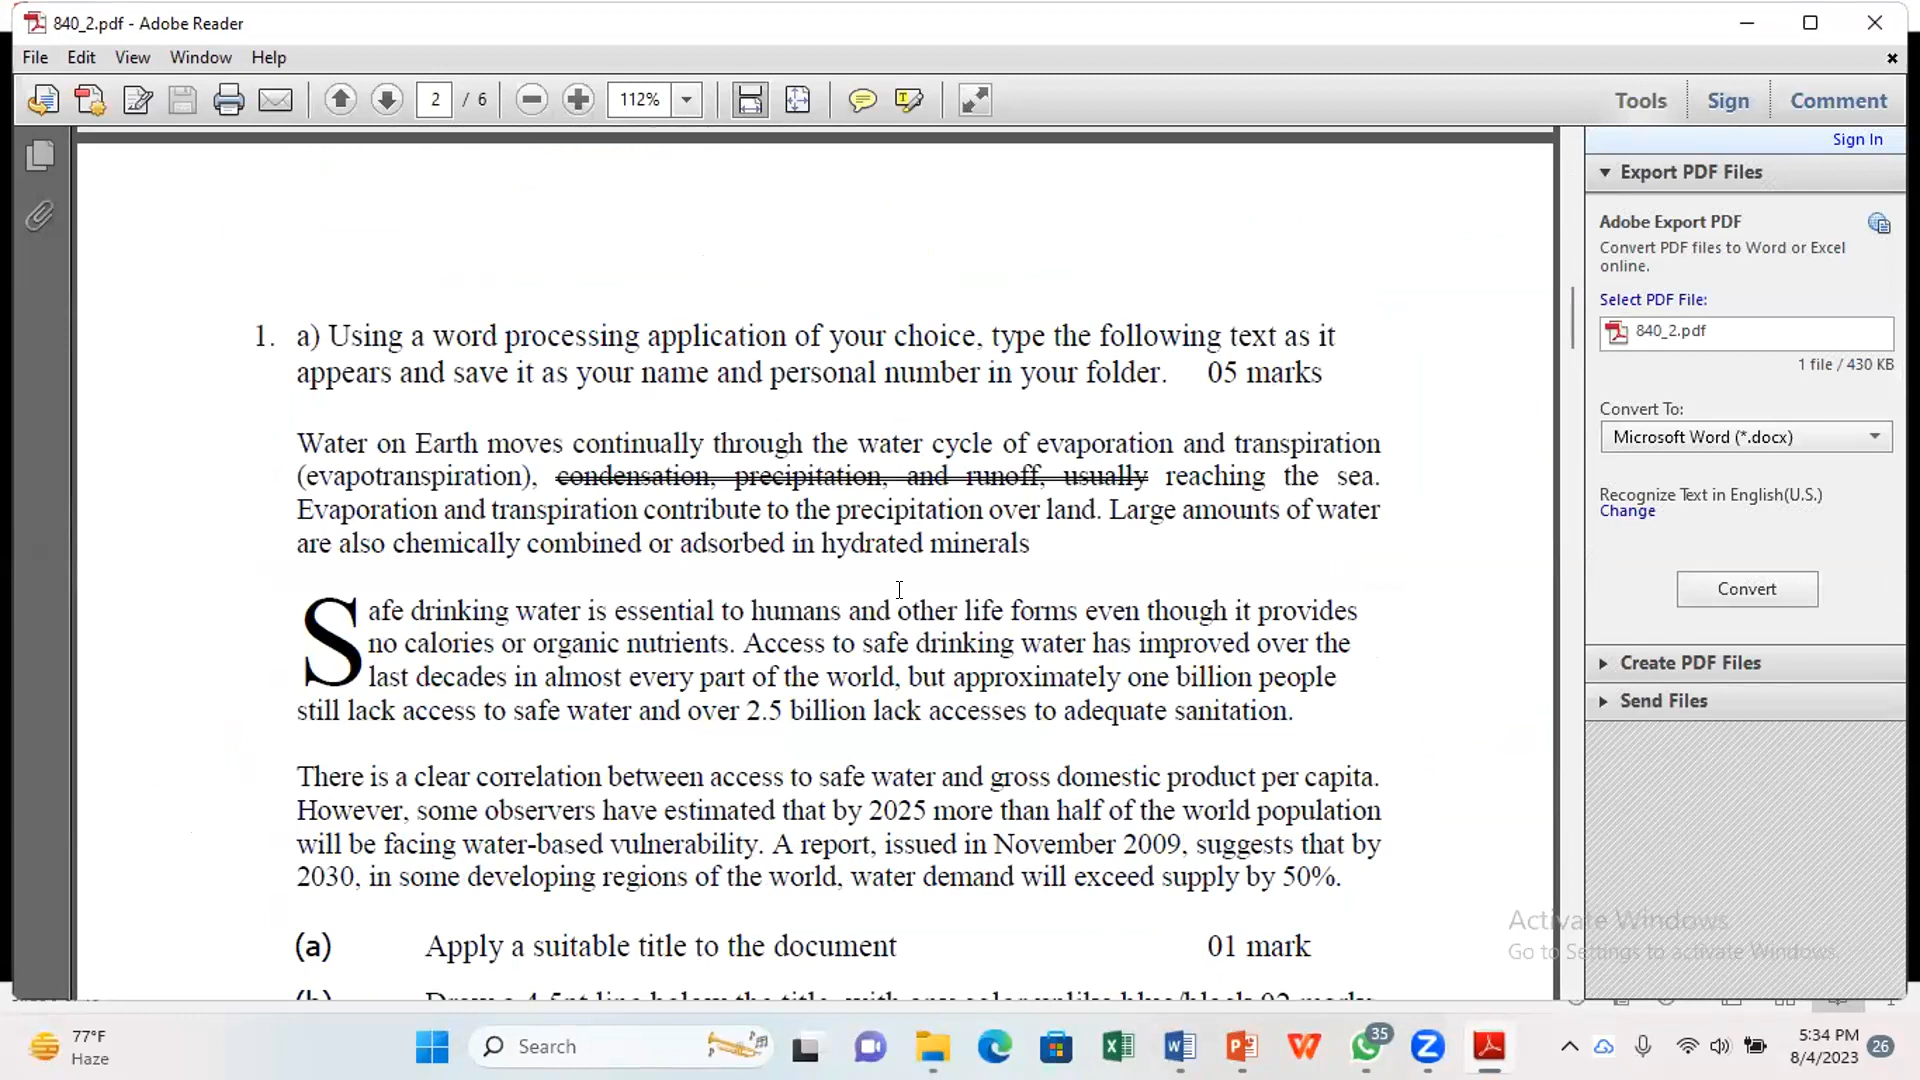 840_2.pdf - Adobe Reader
File Edit View Window Help
2 / 6 112% Tools Sign Comment
Sign In
Export PDF Files
Adobe Export PDF
Convert PDF files to Word or Excel
online.
Select PDF File:
840_2.pdf
1 file / 430 KB
Convert To:
Microsoft Word (*.docx)
Recognize Text in English(U.S.)
Change
Convert
Create PDF Files
Send Files
1. a) Using a word processing application of your choice, type the following text as it
appears and save it as your name and personal number in your folder. 05 marks
Water on Earth moves continually through the water cycle of evaporation and transpiration
(evapotranspiration), condensation, precipitation, and runoff, usually reaching the sea.
Evaporation and transpiration contribute to the precipitation over land. Large amounts of water
are also chemically combined or adsorbed in hydrated minerals
Safe drinking water is essential to humans and other life forms even though it provides
no calories or organic nutrients. Access to safe drinking water has improved over the
last decades in almost every part of the world, but approximately one billion people
still lack access to safe water and over 2.5 billion lack accesses to adequate sanitation.
There is a clear correlation between access to safe water and gross domestic product per capita.
However, some observers have estimated that by 2025 more than half of the world population
will be facing water-based vulnerability. A report, issued in November 2009, suggests that by
2030, in some developing regions of the world, water demand will exceed supply by 50%.
(a) Apply a suitable title to the document 01 mark
Activate Windows
Go to Settings to activate Windows.
77°F
Haze
Search
35
5:34 PM
8/4/2023
26